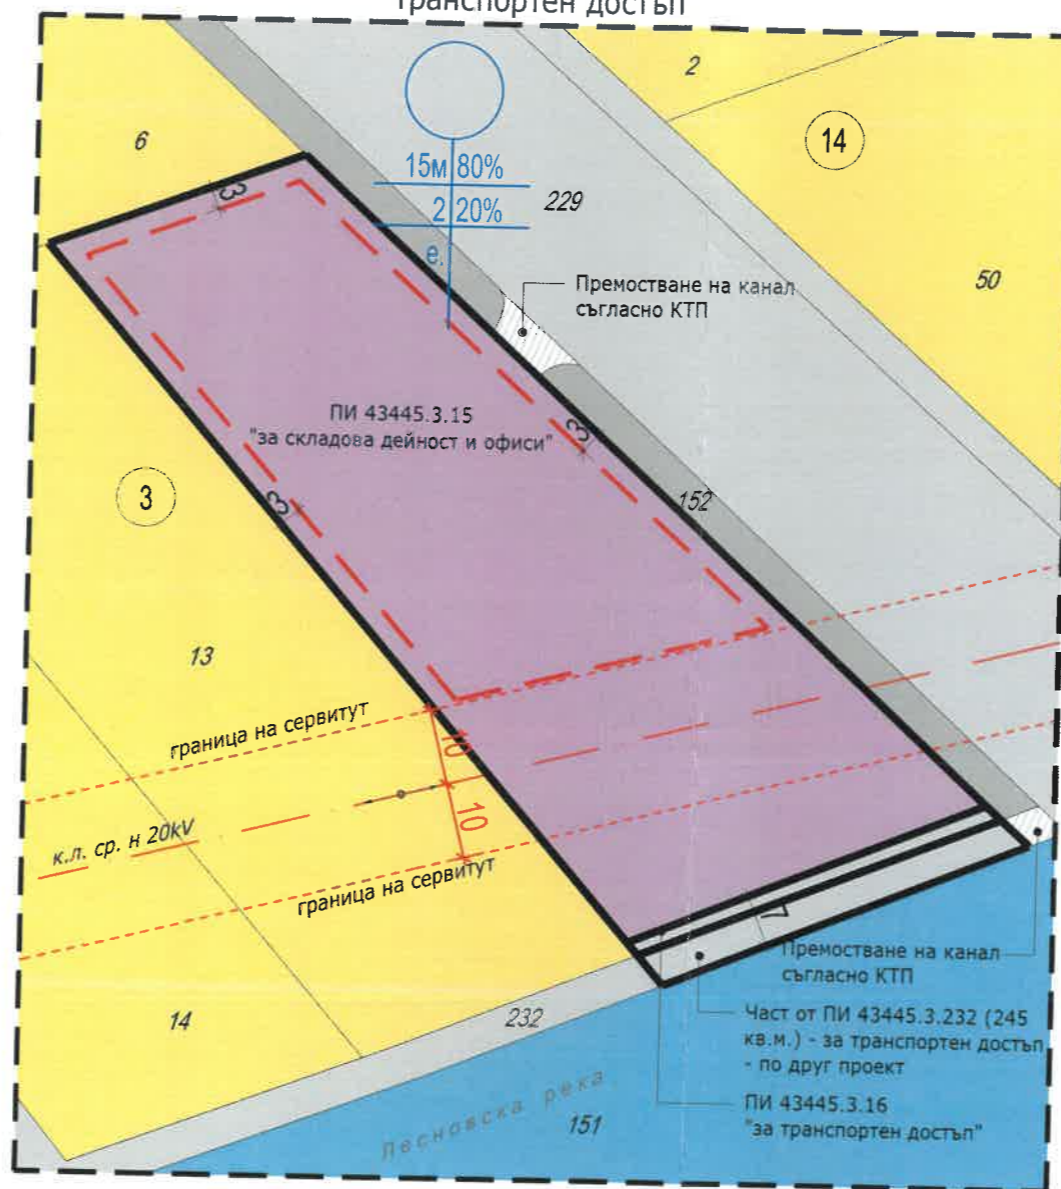 транспортен достъп
2
6
14
15м 80%
2 20%
е.
229
50
3
Премостване на канал
съгласно КТП
ПИ 43445.3.15
"за складова дейност и офиси"
3
3
3
152
13
граница на сервитут
10
10
к.л. ср. н 20kV
граница на сервитут
7
Премостване на канал
съгласно КТП
14
232
Част от ПИ 43445.3.232 (245
кв.м.) - за транспортен достъп
- по друг проект
Лесновска река
151
ПИ 43445.3.16
"за транспортен достъп"